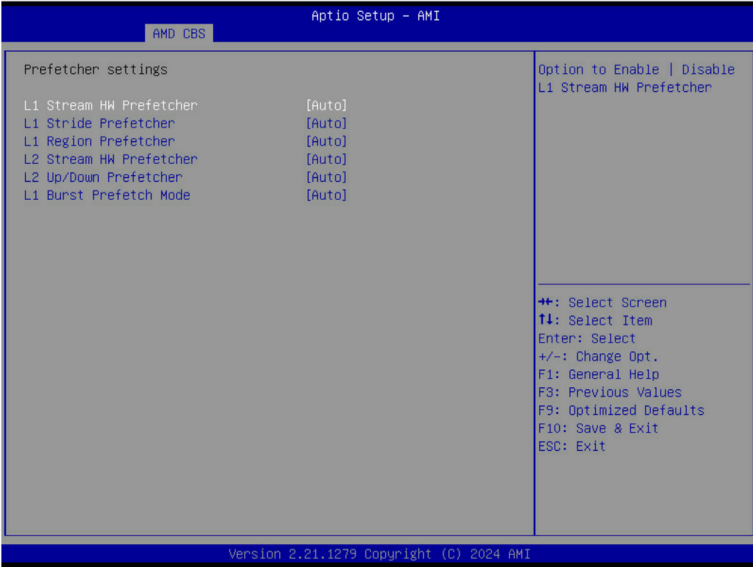 Aptio Setup – AMI
AMD CBS
Prefetcher settings
L1 Stream HW Prefetcher [Auto]
L1 Stride Prefetcher [Auto]
L1 Region Prefetcher [Auto]
L2 Stream HW Prefetcher [Auto]
L2 Up/Down Prefetcher [Auto]
L1 Burst Prefetch Mode [Auto]
Option to Enable | Disable
L1 Stream HW Prefetcher
→←: Select Screen
↑↓: Select Item
Enter: Select
+/-: Change Opt.
F1: General Help
F3: Previous Values
F9: Optimized Defaults
F10: Save & Exit
ESC: Exit
Version 2.21.1279 Copyright (C) 2024 AMI